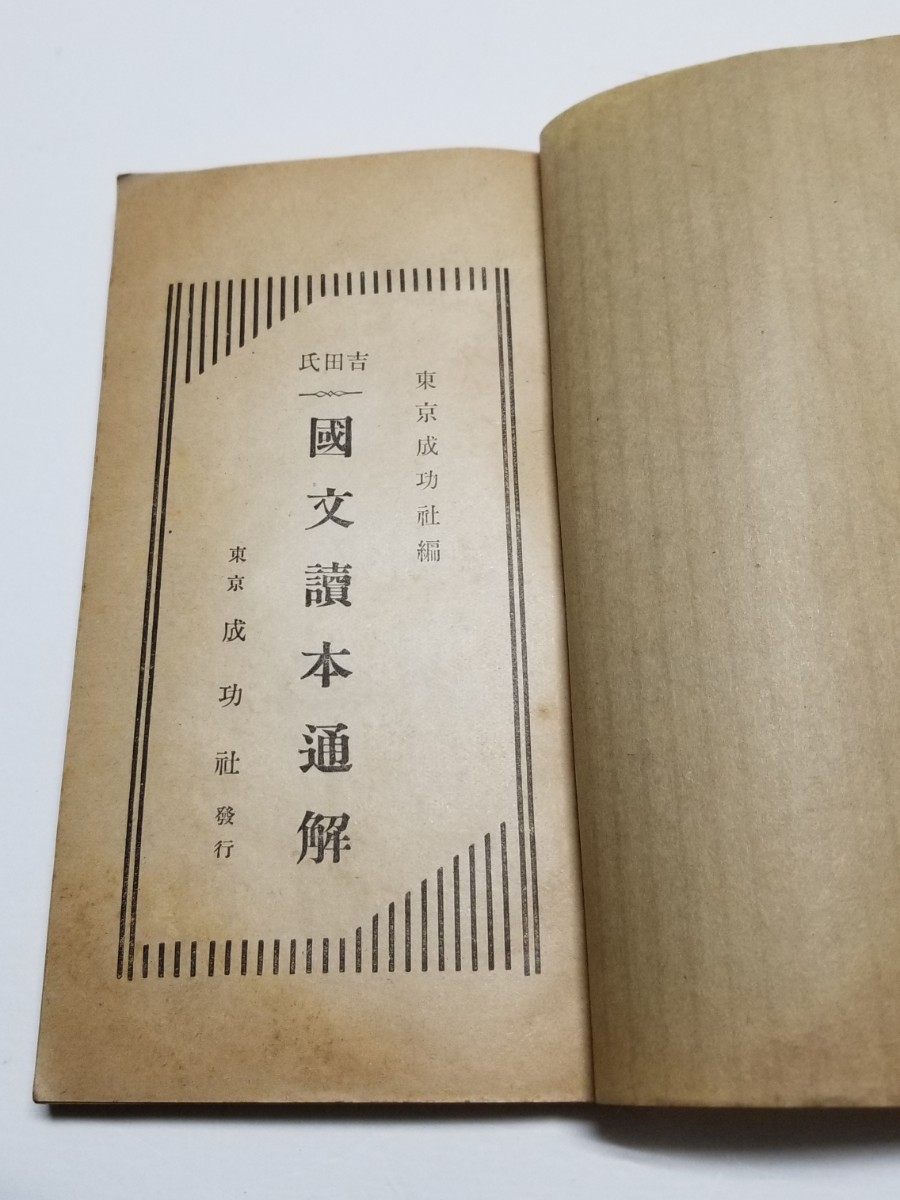 東京成功社編
吉田氏
國文讀本通解
東京成功社發行